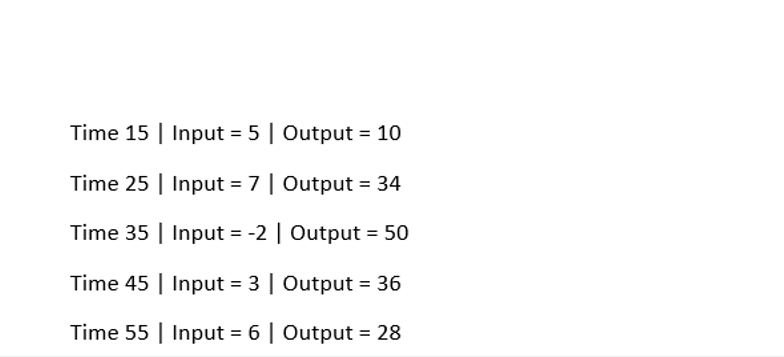 Time 15 | Input = 5 | Output = 10
Time 25 | Input = 7 | Output = 34
Time 35 | Input = -2 | Output = 50
Time 45 | Input = 3 | Output = 36
Time 55 | Input = 6 | Output = 28